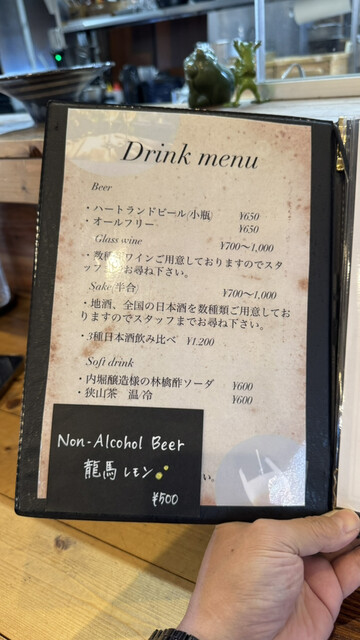 Drink menu
Beer
・ハートランドビール(小瓶) ¥650
・オールフリー ¥650
Glass wine ¥700〜1,000
・数種ワインご用意しておりますのでスタ
ッフまでお尋ね下さい。
Sake(半合) ¥700〜1,000
・地酒、全国の日本酒を数種類ご用意してお
りますのでスタッフまでお尋ね下さい。
・3種日本酒飲み比べ ¥1.200
Soft drink
・内堀醸造様の林檎酢ソーダ ¥600
・狭山茶 温/冷 ¥600
い。
Non-Alcohol Beer
龍馬レモン
¥500